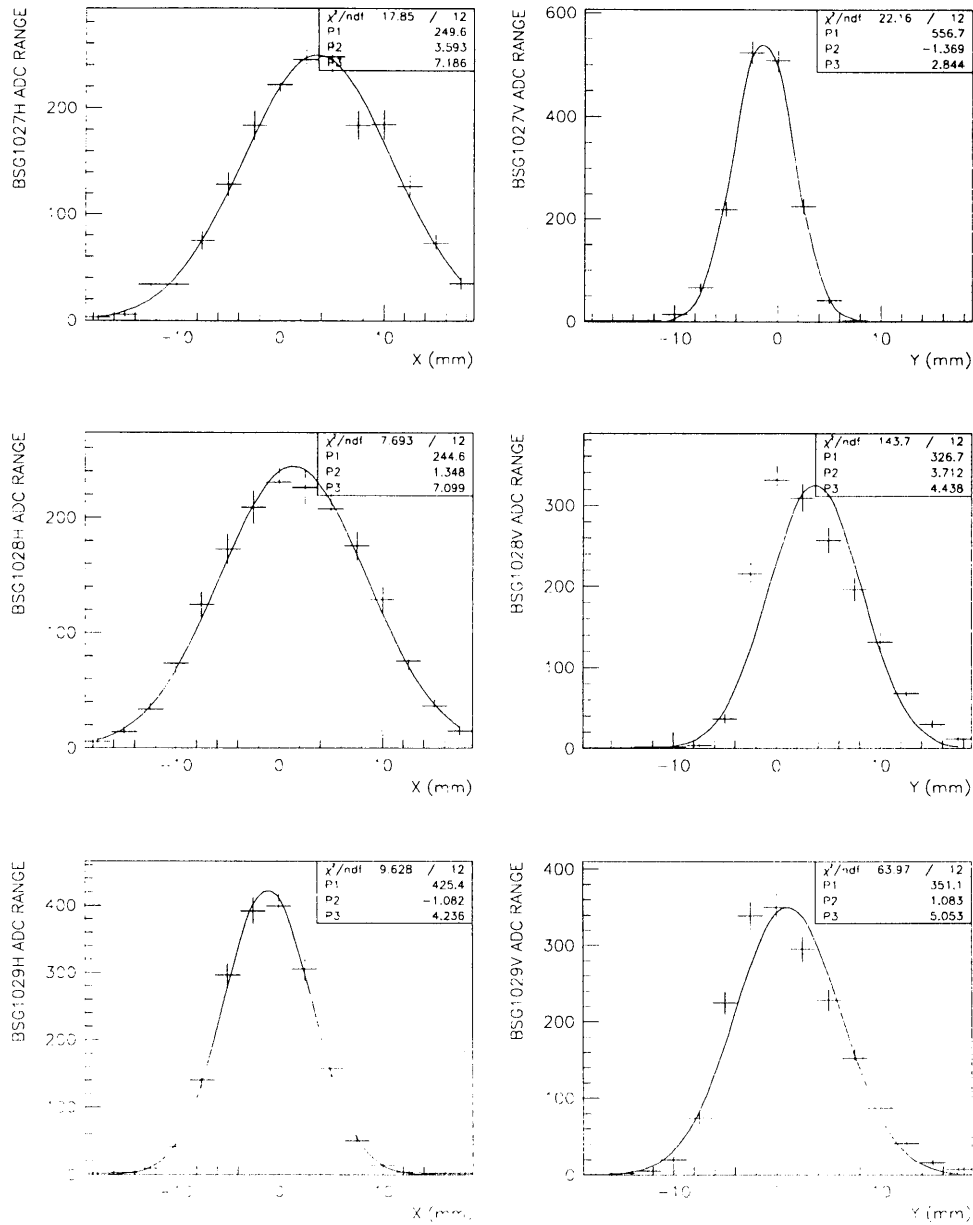 BSG1027H ADC RANGE
χ²/ndf 17.85 / 12
P1 249.6
P2 3.593
P3 7.186
200
100
0
−10 0 10
X (mm)
BSG1027V ADC RANGE
χ²/ndf 22.16 / 12
P1 556.7
P2 −1.369
P3 2.844
600
400
200
0
−10 0 10
Y (mm)
BSG1028H ADC RANGE
χ²/ndf 7.693 / 12
P1 244.6
P2 1.348
P3 7.099
200
100
0
−10 0 10
X (mm)
BSG1028V ADC RANGE
χ²/ndf 143.7 / 12
P1 326.7
P2 3.712
P3 4.438
300
200
100
0
−10 0 10
Y (mm)
BSG1029H ADC RANGE
χ²/ndf 9.628 / 12
P1 425.4
P2 −1.082
P3 4.236
400
300
200
100
0
−10 0 10
X (mm)
BSG1029V ADC RANGE
χ²/ndf 63.97 / 12
P1 351.1
P2 1.083
P3 5.053
400
300
200
100
0
−10 0 10
Y (mm)